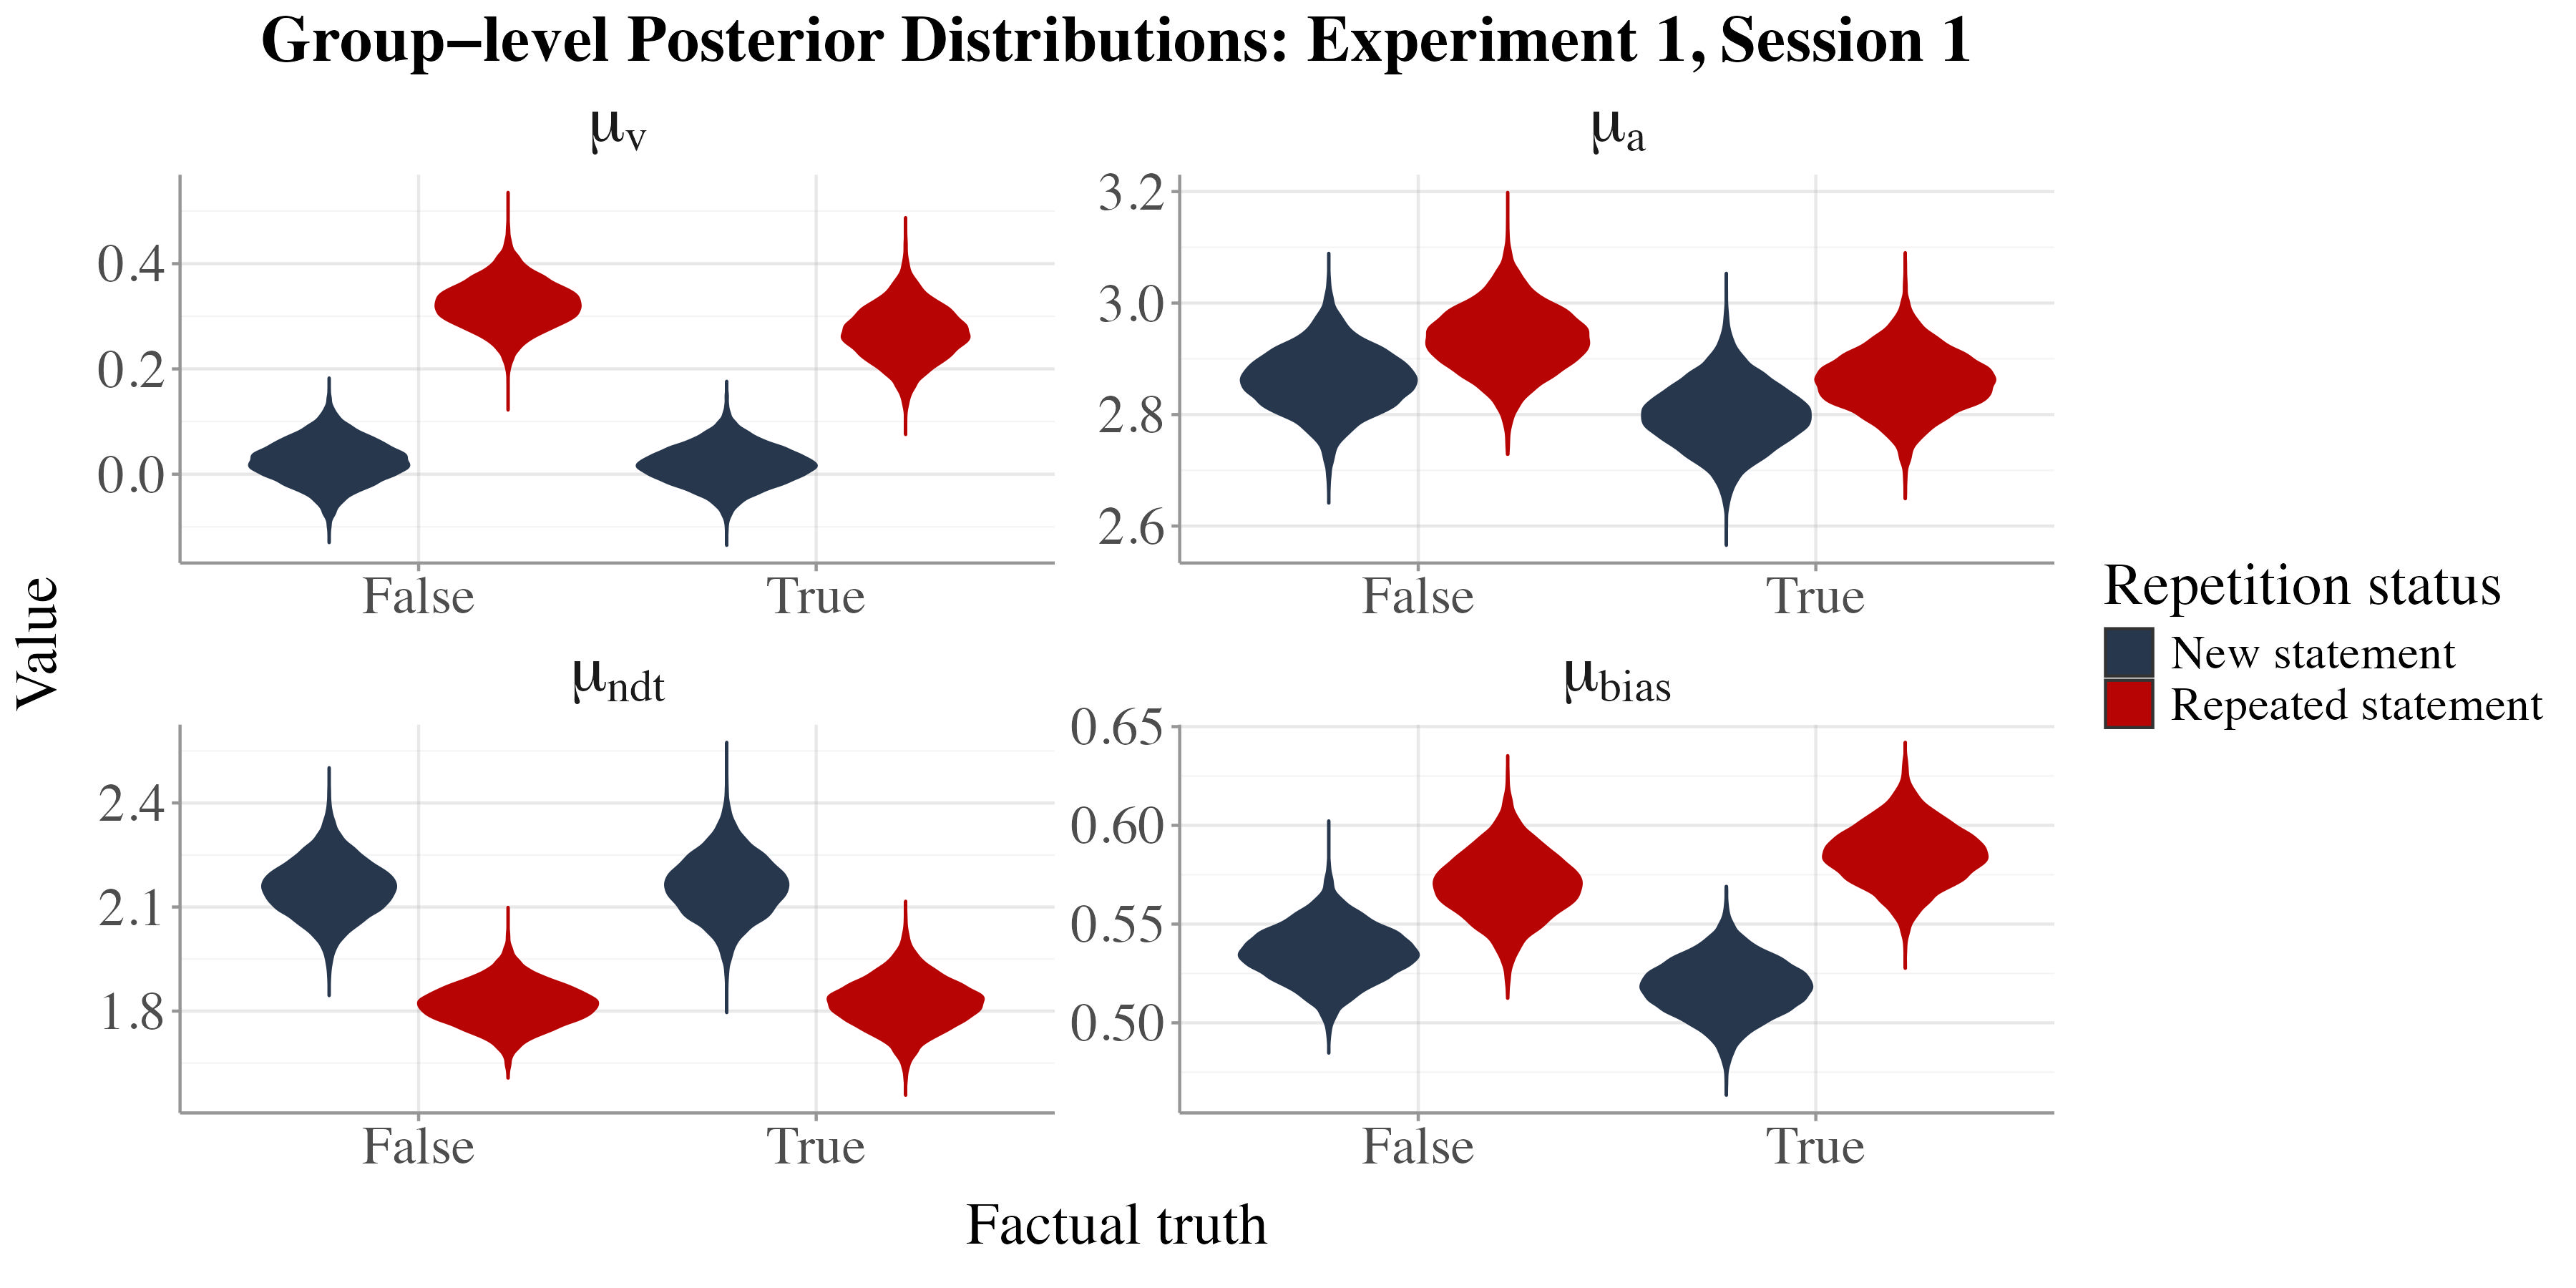 Group−level Posterior Distributions: Experiment 1, Session 1
μv
μa
0.4
0.2
0.0
False
True
3.2
3.0
2.8
2.6
False
True
Value
μndt
μbias
2.4
2.1
1.8
False
True
0.65
0.60
0.55
0.50
False
True
Factual truth
Repetition status
New statement
Repeated statement